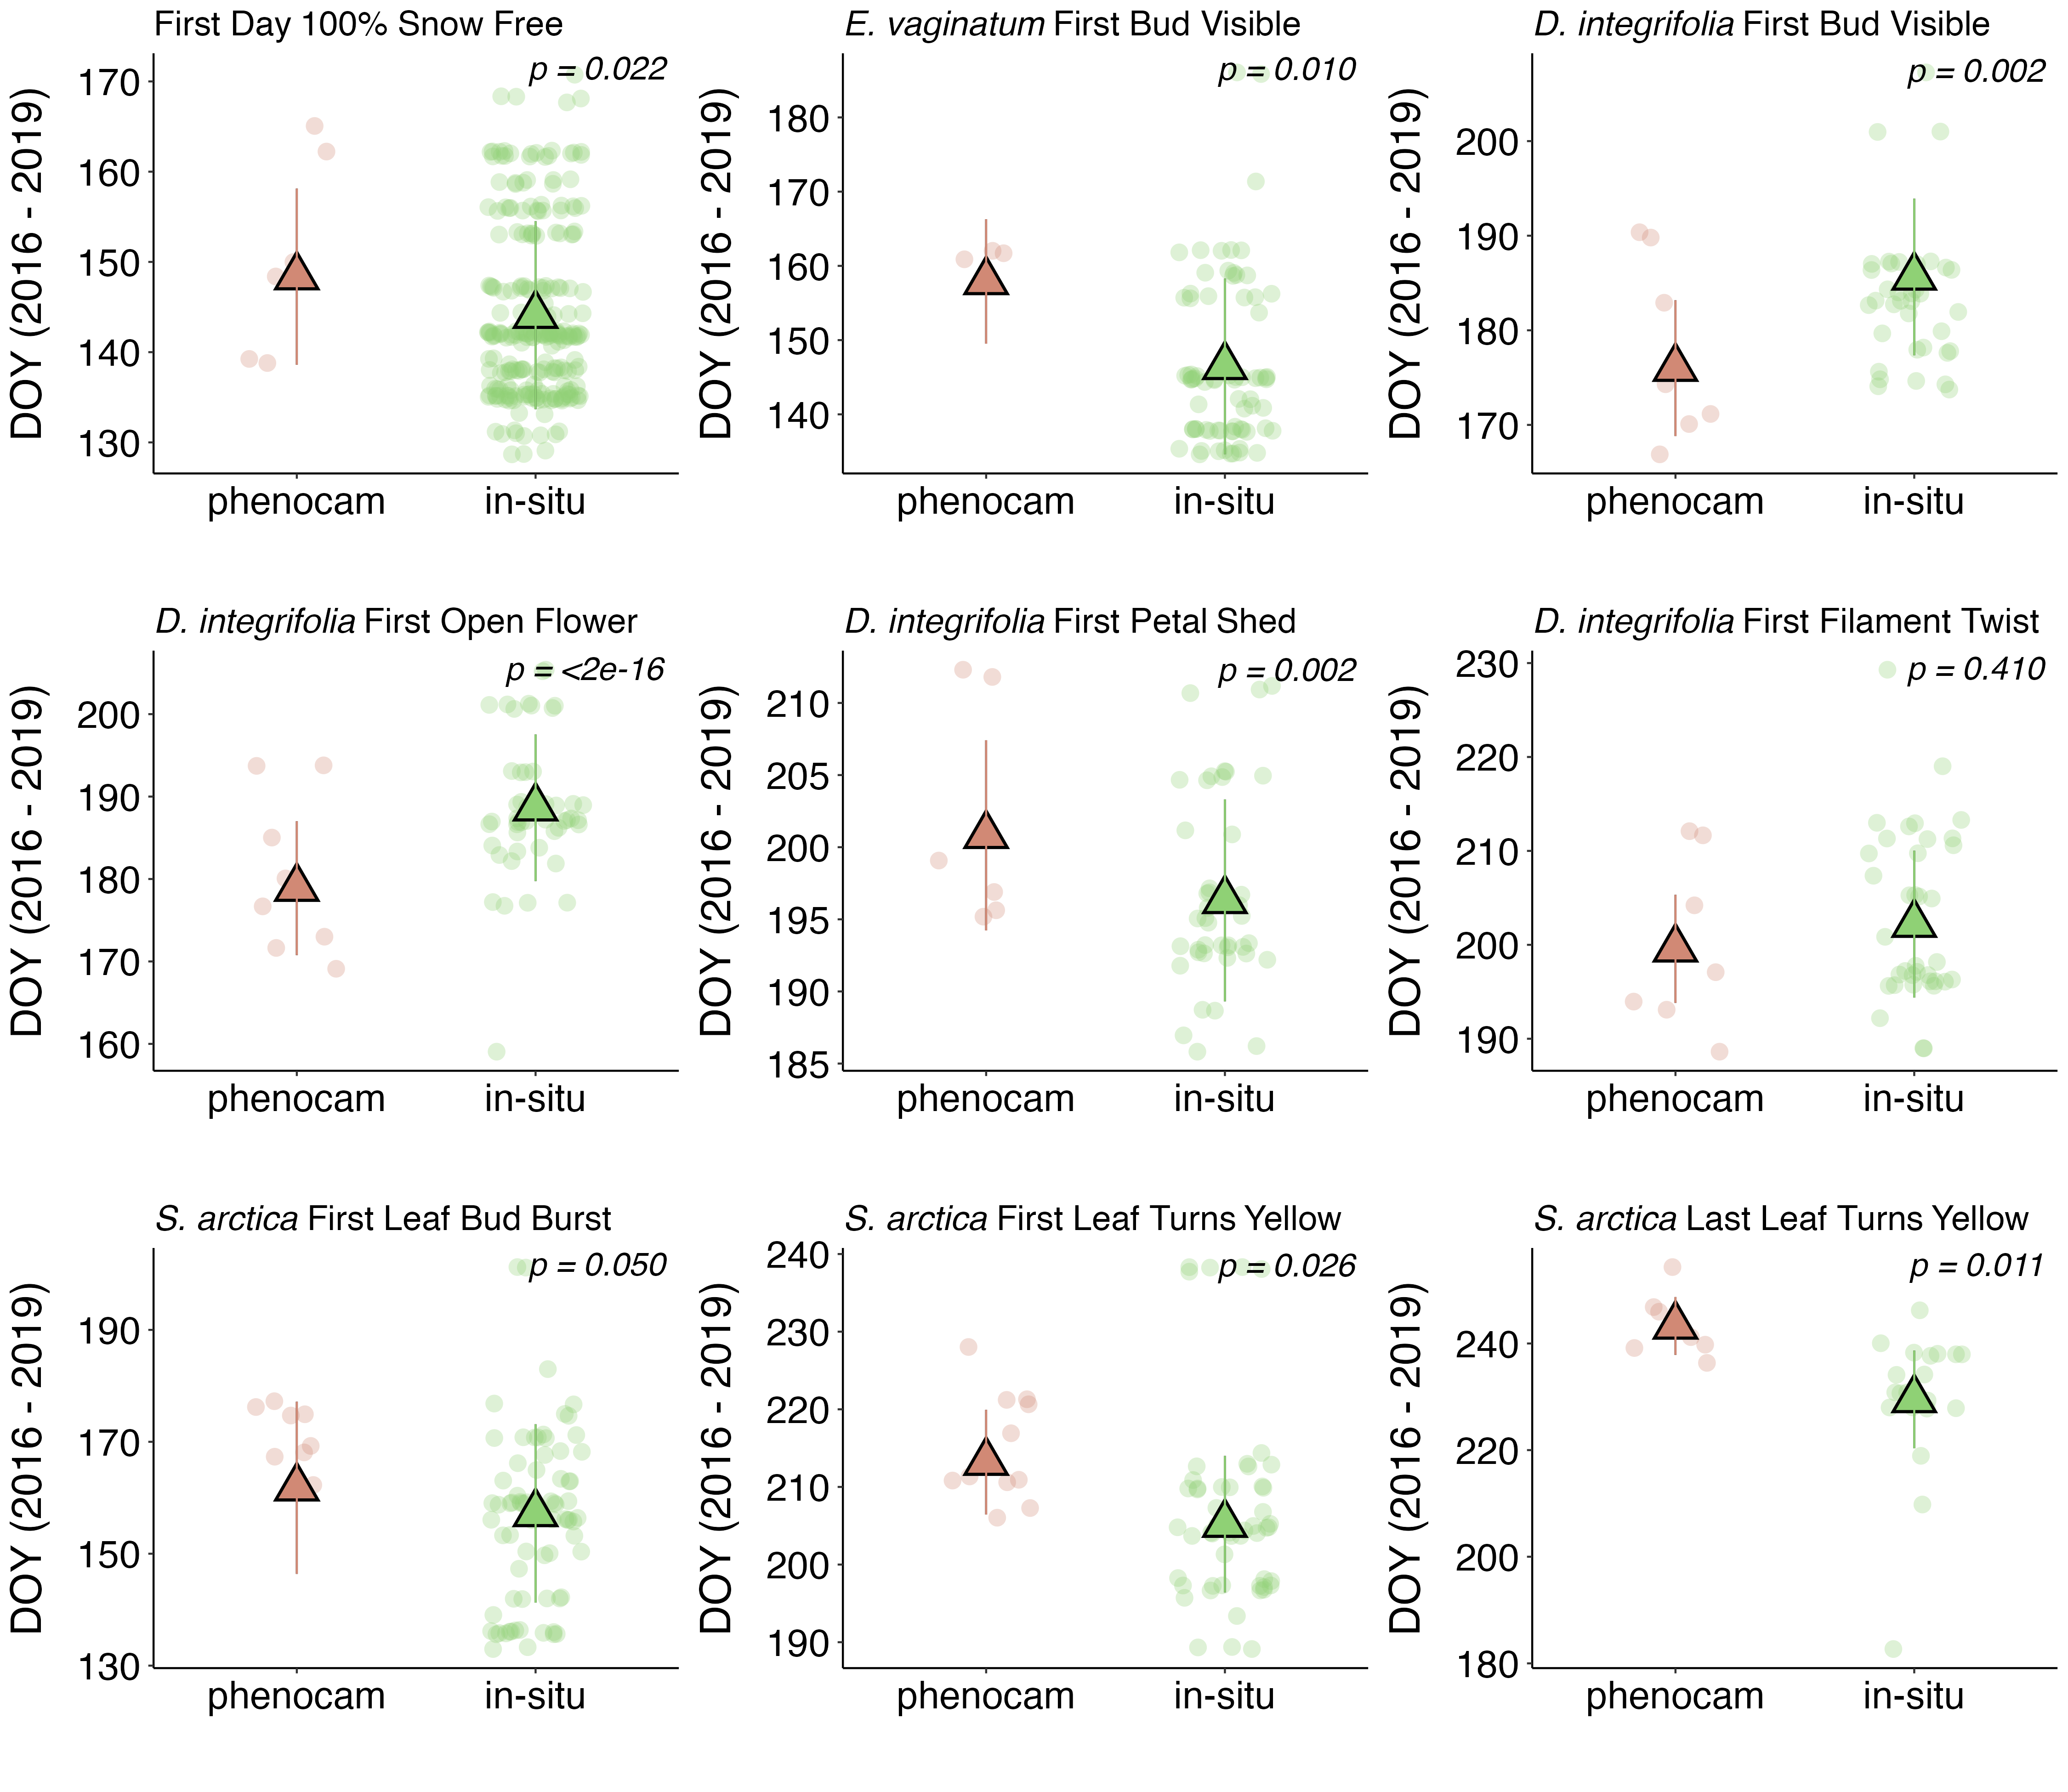 First Day 100% Snow Free
p = 0.022
DOY (2016 - 2019)
170
160
150
140
130
phenocam
in-situ
E. vaginatum First Bud Visible
p = 0.010
DOY (2016 - 2019)
180
170
160
150
140
phenocam
in-situ
D. integrifolia First Bud Visible
p = 0.002
DOY (2016 - 2019)
200
190
180
170
phenocam
in-situ
D. integrifolia First Open Flower
p = <2e-16
DOY (2016 - 2019)
200
190
180
170
160
phenocam
in-situ
D. integrifolia First Petal Shed
p = 0.002
DOY (2016 - 2019)
210
205
200
195
190
185
phenocam
in-situ
D. integrifolia First Filament Twist
p = 0.410
DOY (2016 - 2019)
230
220
210
200
190
phenocam
in-situ
S. arctica First Leaf Bud Burst
p = 0.050
DOY (2016 - 2019)
190
170
150
130
phenocam
in-situ
S. arctica First Leaf Turns Yellow
p = 0.026
DOY (2016 - 2019)
240
230
220
210
200
190
phenocam
in-situ
S. arctica Last Leaf Turns Yellow
p = 0.011
DOY (2016 - 2019)
240
220
200
180
phenocam
in-situ